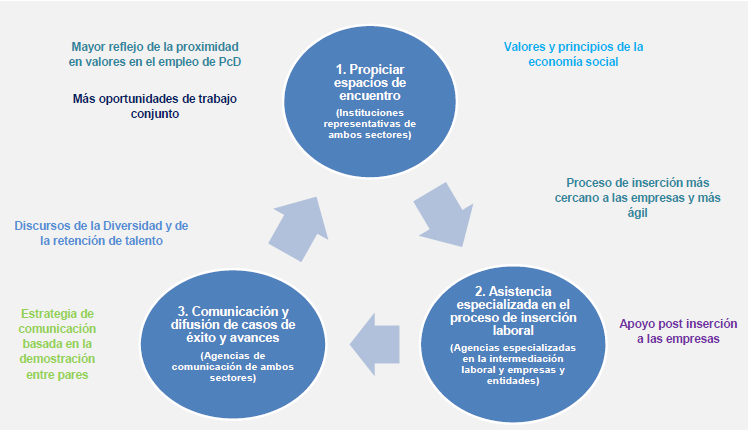 Mayor reflejo de la proximidad
en valores en el empleo de PcD
Más oportunidades de trabajo
conjunto
1. Propiciar
espacios de
encuentro
(Instituciones
representativas de
ambos sectores)
Valores y principios de la
economía social
Proceso de inserción más
cercano a las empresas y más
ágil
Discursos de la Diversidad y de
la retención de talento
2. Asistencia
especializada en el
proceso de inserción
laboral
(Agencias especializadas
en la intermediación
laboral y empresas y
entidades)
Apoyo post inserción
a las empresas
3. Comunicación y
difusión de casos de
éxito y avances
(Agencias de
comunicación de ambos
sectores)
Estrategia de
comunicación
basada en la
demostración
entre pares